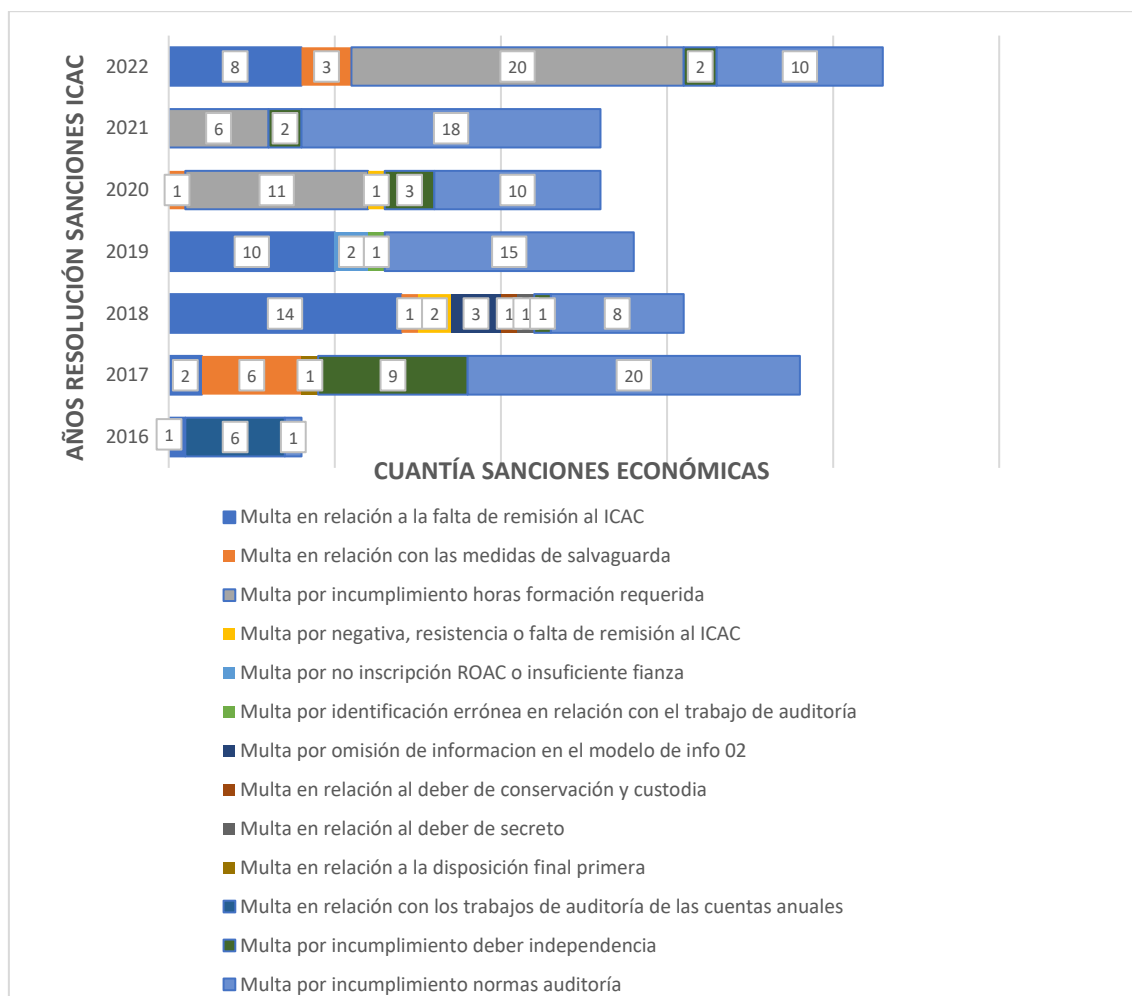 AÑOS RESOLUCIÓN SANCIONES ICAC
2022
8 3 20 2 10
2021
6 2 18
2020
1 11 1 3 10
2019
10 2 1 15
2018
14 1 2 3 1 1 1 8
2017
2 6 1 9 20
2016
1 6 1
CUANTÍA SANCIONES ECONÓMICAS
Multa en relación a la falta de remisión al ICAC
Multa en relación con las medidas de salvaguarda
Multa por incumplimiento horas formación requerida
Multa por negativa, resistencia o falta de remisión al ICAC
Multa por no inscripción ROAC o insuficiente fianza
Multa por identificación errónea en relación con el trabajo de auditoría
Multa por omisión de informacion en el modelo de info 02
Multa en relación al deber de conservación y custodia
Multa en relación al deber de secreto
Multa en relación a la disposición final primera
Multa en relación con los trabajos de auditoría de las cuentas anuales
Multa por incumplimiento deber independencia
Multa por incumplimiento normas auditoría